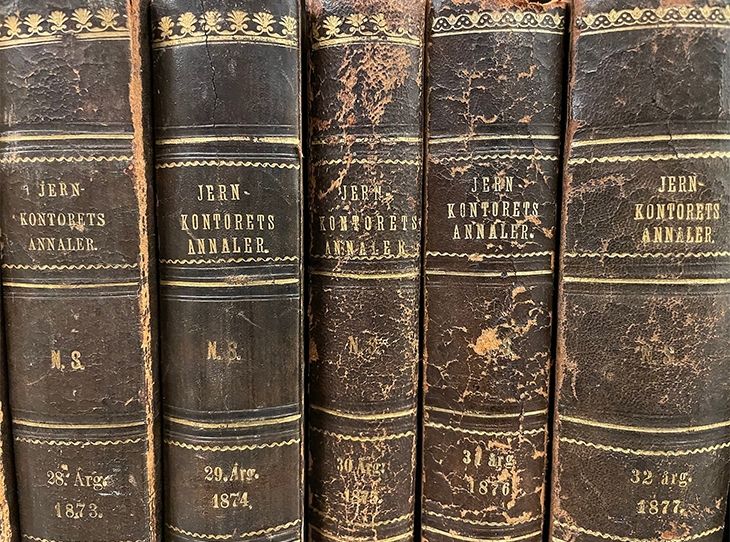 JERN-
KONTORETS
ANNALER.
N. S.
28. Årg.
1873.
JERN-
KONTORETS
ANNALER.
N. S.
29. Årg.
1874.
JERN-
KONTORETS
ANNALER
N. S.
30 Årg.
1875.
JERN
KONTORETS
ANNALER.
N. S.
31 årg.
1876
JERN-
KONTORETS
ANNALER.
N. S.
32 årg.
1877.